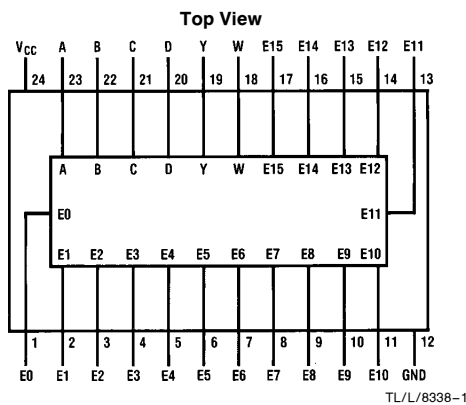 Top View
VCC A B C D Y W E15 E14 E13 E12 E11
24 23 22 21 20 19 18 17 16 15 14 13
A B C D Y W E15 E14 E13 E12
E0 E11
E1 E2 E3 E4 E5 E6 E7 E8 E9 E10
1 2 3 4 5 6 7 8 9 10 11 12
E0 E1 E2 E3 E4 E5 E6 E7 E8 E9 E10 GND
TL/L/8338–1